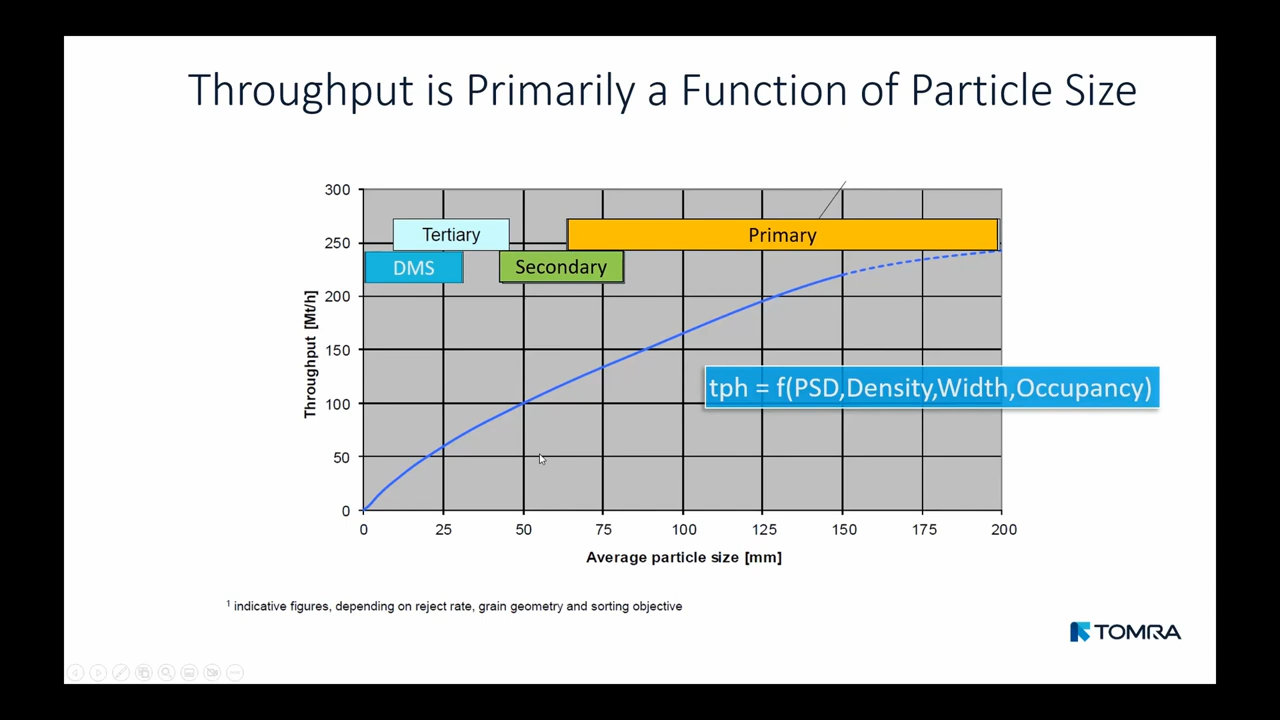 Throughput is Primarily a Function of Particle Size
300
250
200
150
100
50
0
Throughput [Mt/h]
Tertiary
Primary
DMS
Secondary
tph = f(PSD,Density,Width,Occupancy)
0 25 50 75 100 125 150 175 200
Average particle size [mm]
1 indicative figures, depending on reject rate, grain geometry and sorting objective
TOMRA